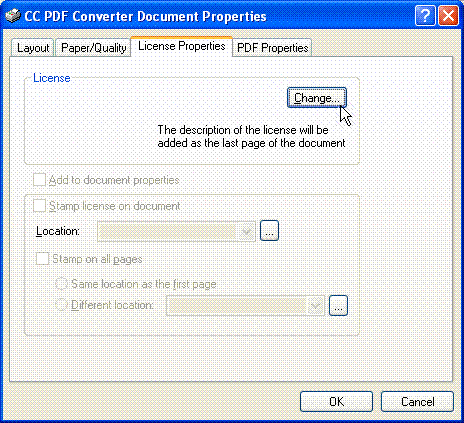 CC PDF Converter Document Properties
Layout Paper/Quality License Properties PDF Properties
License
Change...
The description of the license will be
added as the last page of the document
Add to document properties
Stamp license on document
Location: ...
Stamp on all pages
Same location as the first page
Different location: ...
OK Cancel